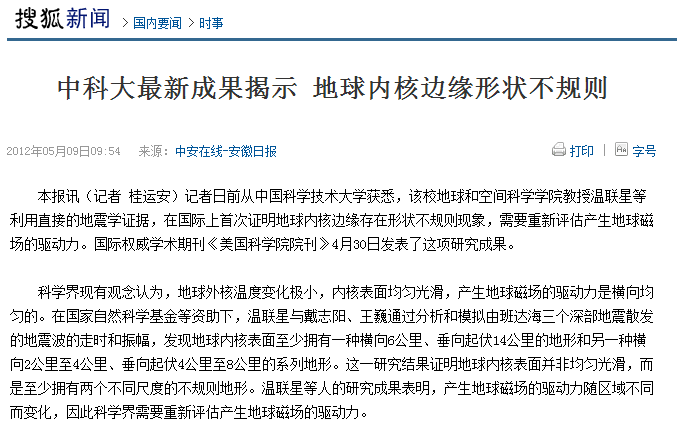 搜狐新闻 > 国内要闻 > 时事
中科大最新成果揭示 地球内核边缘形状不规则
2012年05月09日09:54 来源：中安在线-安徽日报 打印 | Aa 字号
本报讯（记者 桂运安）记者日前从中国科学技术大学获悉，该校地球和空间科学学院教授温联星等
利用直接的地震学证据，在国际上首次证明地球内核边缘存在形状不规则现象，需要重新评估产生地球磁
场的驱动力。国际权威学术期刊《美国科学院院刊》4月30日发表了这项研究成果。
科学界现有观念认为，地球外核温度变化极小，内核表面均匀光滑，产生地球磁场的驱动力是横向均
匀的。在国家自然科学基金等资助下，温联星与戴志阳、王巍通过分析和模拟由班达海三个深部地震散发
的地震波的走时和振幅，发现地球内核表面至少拥有一种横向6公里、垂向起伏14公里的地形和另一种横
向2公里至4公里、垂向起伏4公里至8公里的系列地形。这一研究结果证明地球内核表面并非均匀光滑，而
是至少拥有两个不同尺度的不规则地形。温联星等人的研究成果表明，产生地球磁场的驱动力随区域不同
而变化，因此科学界需要重新评估产生地球磁场的驱动力。